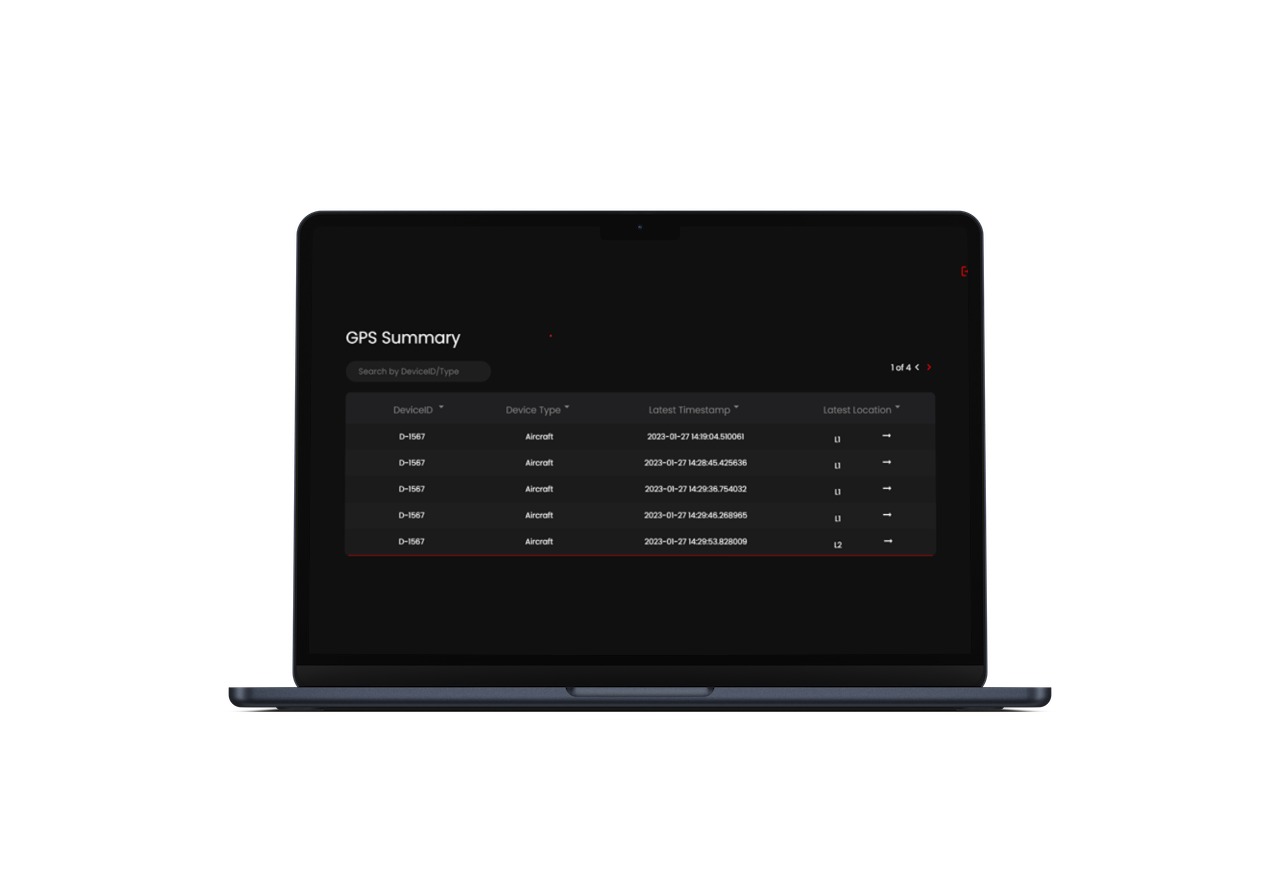 GPS Summary
Search by DeviceID/Type
1 of 4
DeviceID Device Type Latest Timestamp Latest Location
D-1567 Aircraft 2023-01-27 14:19:04.510061 L1
D-1567 Aircraft 2023-01-27 14:28:45.425636 L1
D-1567 Aircraft 2023-01-27 14:29:36.754032 L1
D-1567 Aircraft 2023-01-27 14:29:46.268965 L1
D-1567 Aircraft 2023-01-27 14:29:53.828009 L2